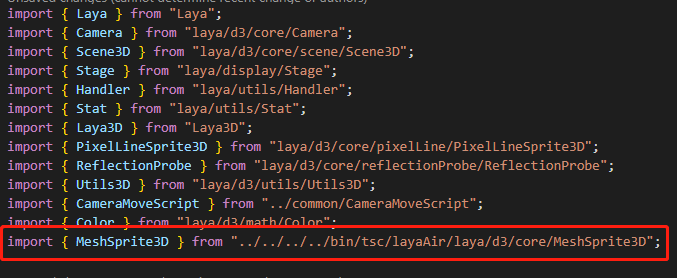 Unsaved changes (cannot determine recent change or authors)
import { Laya } from "Laya";
import { Camera } from "laya/d3/core/Camera";
import { Scene3D } from "laya/d3/core/scene/Scene3D";
import { Stage } from "laya/display/Stage";
import { Handler } from "laya/utils/Handler";
import { Stat } from "laya/utils/Stat";
import { Laya3D } from "Laya3D";
import { PixelLineSprite3D } from "laya/d3/core/pixelLine/PixelLineSprite3D";
import { ReflectionProbe } from "laya/d3/core/reflectionProbe/ReflectionProbe";
import { Utils3D } from "laya/d3/utils/Utils3D";
import { CameraMoveScript } from "../common/CameraMoveScript";
import { Color } from "laya/d3/math/Color";
import { MeshSprite3D } from "../../../../bin/tsc/layaAir/laya/d3/core/MeshSprite3D";